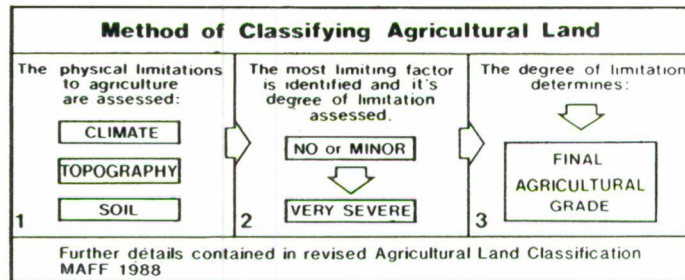 Method of Classifying Agricultural Land
The physical limitations
to agriculture
are assessed:
CLIMATE
TOPOGRAPHY
SOIL
1
The most limiting factor
is identified and it's
degree of limitation
assessed.
NO or MINOR
VERY SEVERE
2
The degree of limitation
determines:
FINAL
AGRICULTURAL
GRADE
3
Further details contained in revised Agricultural Land Classification
MAFF 1988